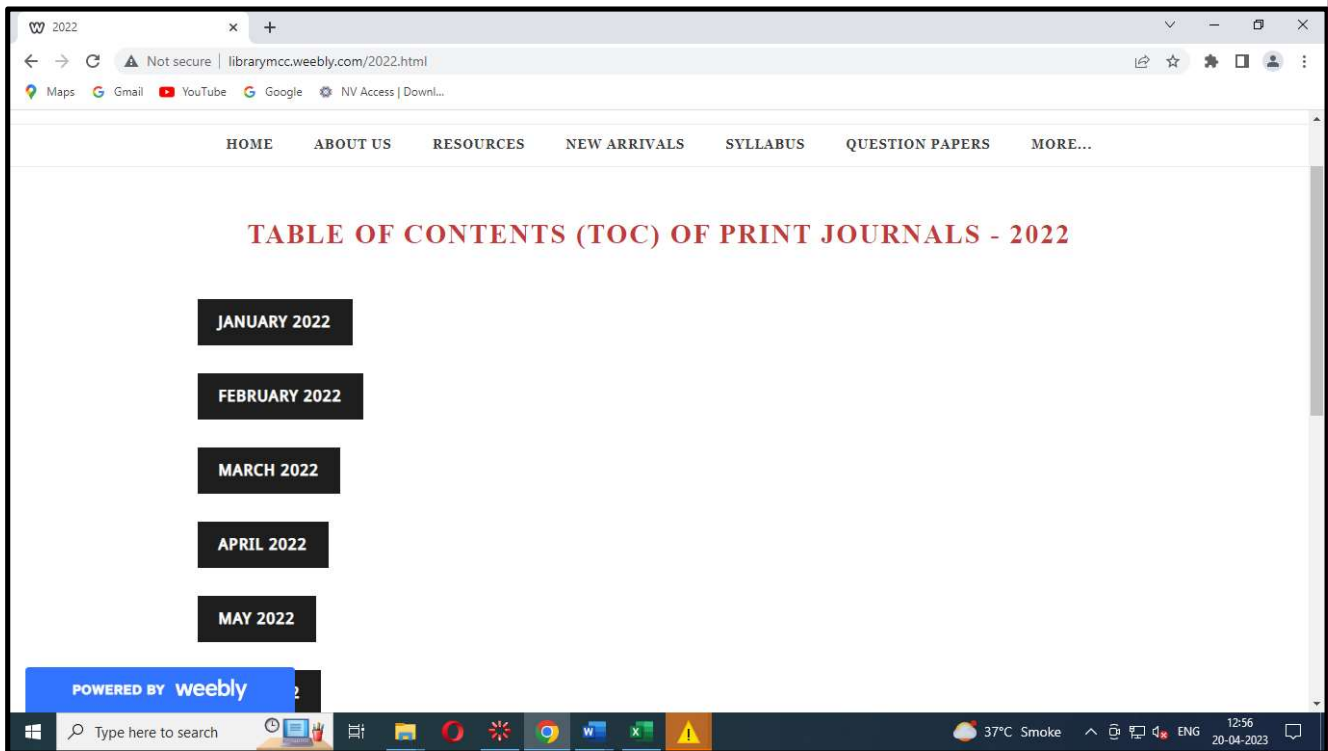 2022
Not secure | librarymcc.weebly.com/2022.html
Maps Gmail YouTube Google NV Access | Downl...
HOME ABOUT US RESOURCES NEW ARRIVALS SYLLABUS QUESTION PAPERS MORE...
TABLE OF CONTENTS (TOC) OF PRINT JOURNALS - 2022
JANUARY 2022
FEBRUARY 2022
MARCH 2022
APRIL 2022
MAY 2022
POWERED BY weebly
Type here to search 37°C Smoke ENG 12:56
20-04-2023